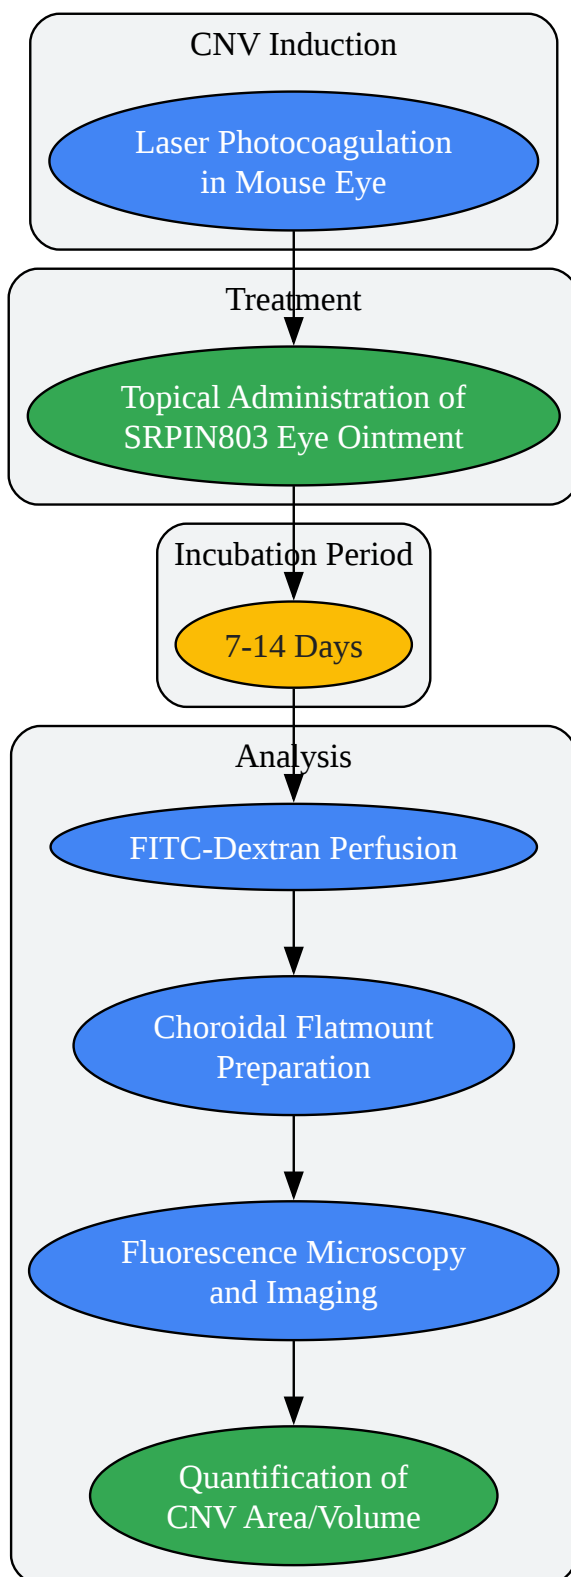 CNV Induction
Laser Photocoagulation
in Mouse Eye
Treatment
Topical Administration of
SRPIN803 Eye Ointment
Incubation Period
7-14 Days
Analysis
FITC-Dextran Perfusion
Choroidal Flatmount
Preparation
Fluorescence Microscopy
and Imaging
Quantification of
CNV Area/Volume